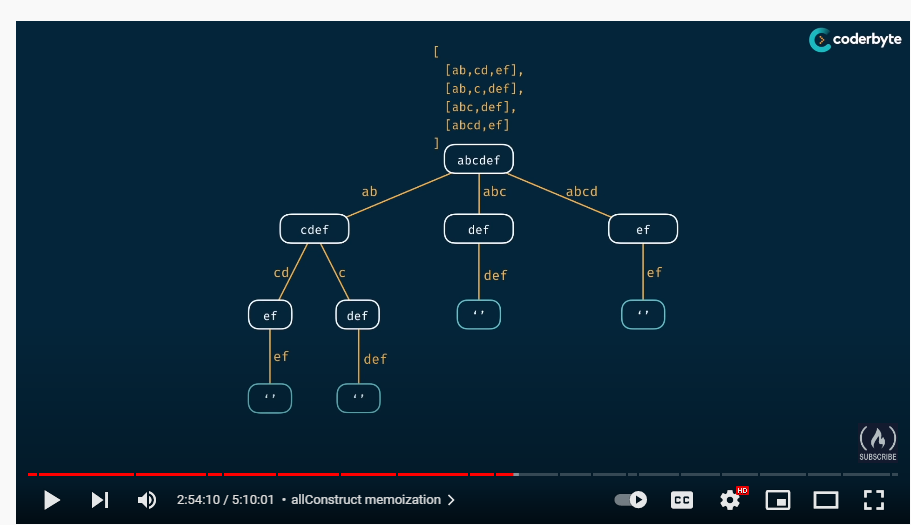 coderbyte
[
[ab,cd,ef],
[ab,c,def],
[abc,def],
[abcd,ef]
]
abcdef
ab
abc
abcd
cdef
def
ef
cd
c
def
ef
ef
def
‘’
‘’
ef
def
‘’
‘’
SUBSCRIBE
2:54:10 / 5:10:01 • allConstruct memoization
CC
HD